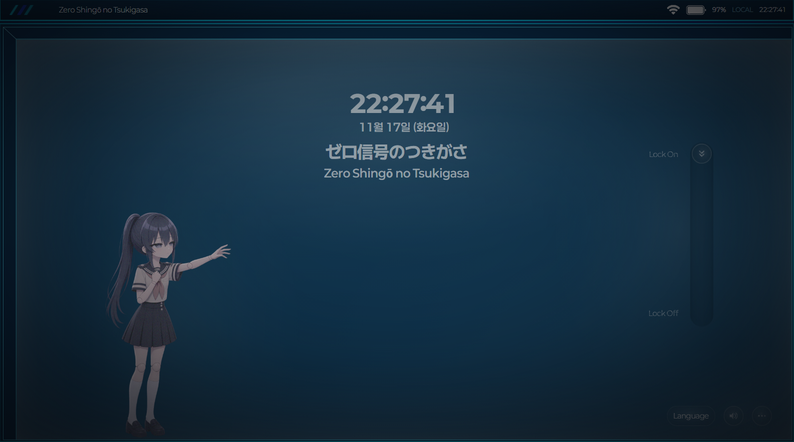 Zero Shingō no Tsukigasa
97% LOCAL 22:27:41
22:27:41
11월 17일 (화요일)
ゼロ信号のつきがさ
Zero Shingō no Tsukigasa
Lock On
Lock Off
Language